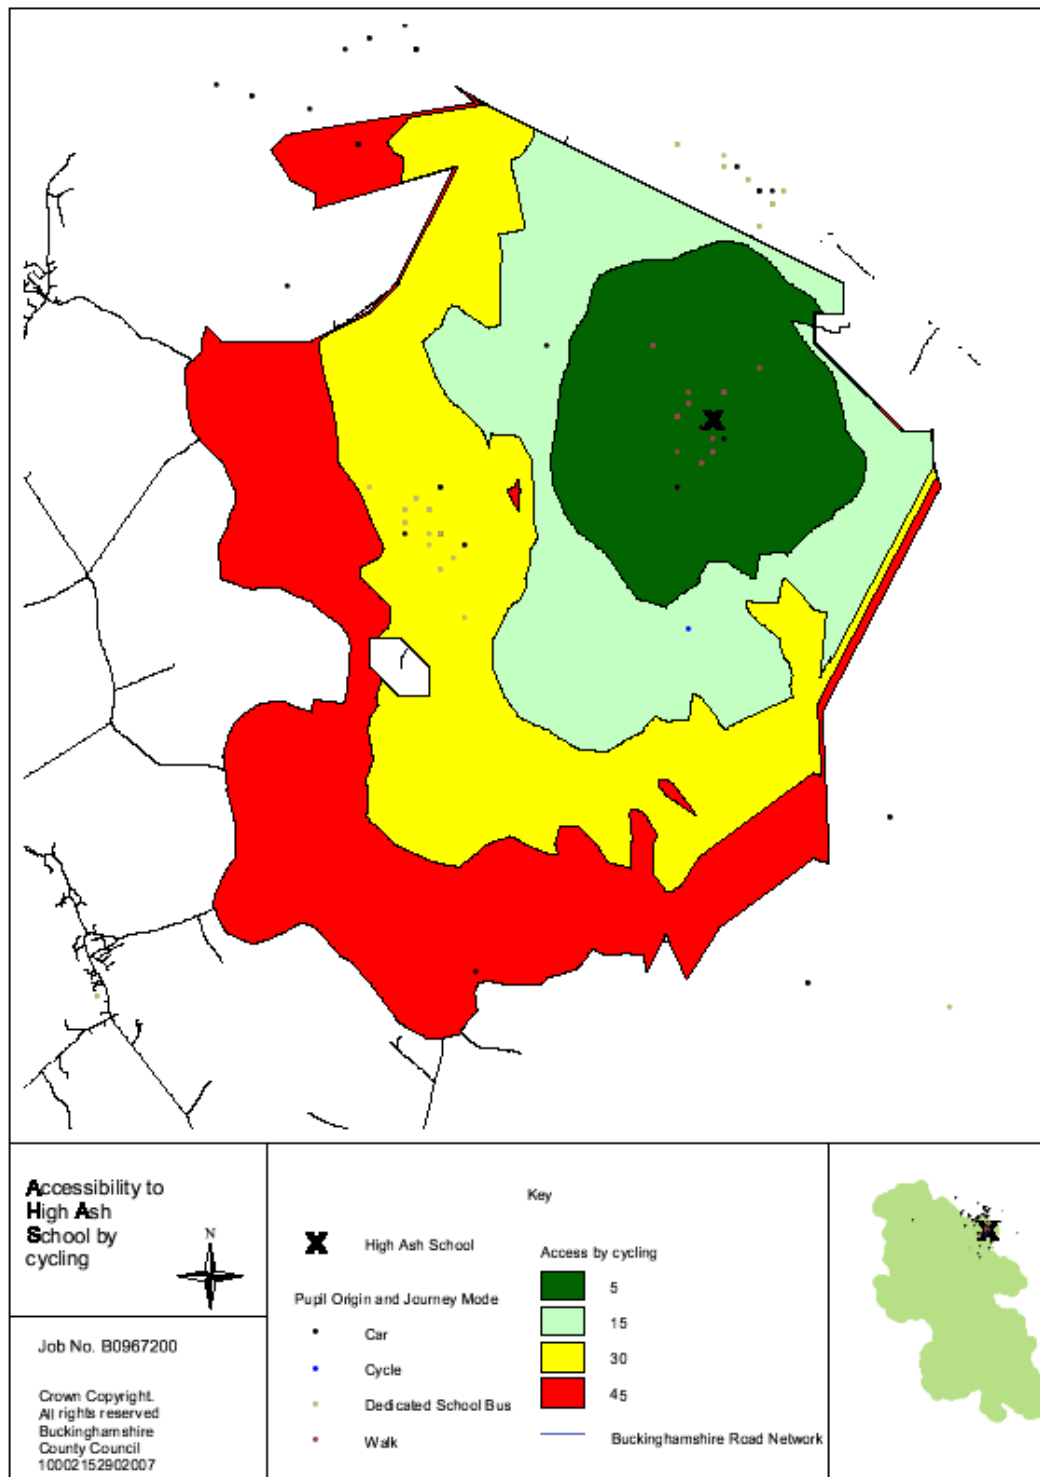 Accessibility to
High Ash
School by
cycling
N
Job No. B0967200
Crown Copyright.
All rights reserved
Buckinghamshire
County Council
10002152902007
Key
X High Ash School
Pupil Origin and Journey Mode
Car
Cycle
Dedicated School Bus
Walk
Access by cycling
5
15
30
45
Buckinghamshire Road Network